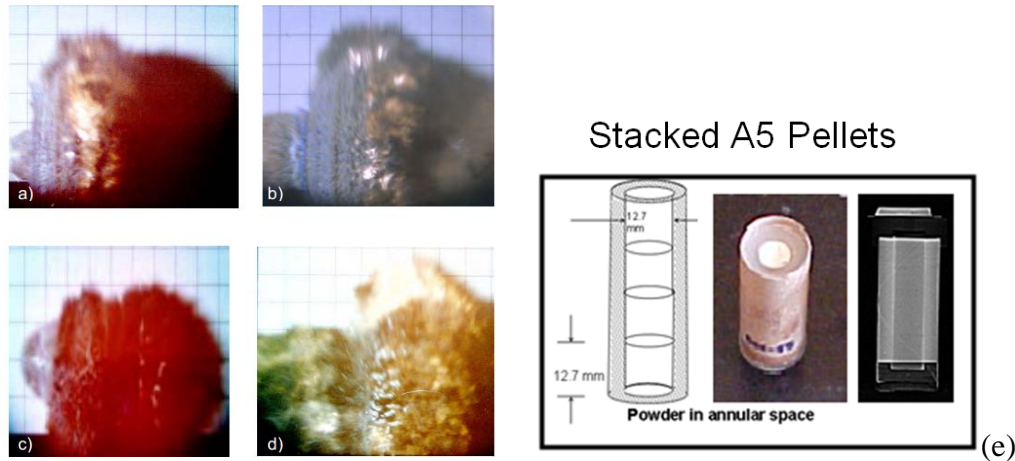 a)
b)
c)
d)
Stacked A5 Pellets
12.7
mm
12.7 mm
Powder in annular space
(e)